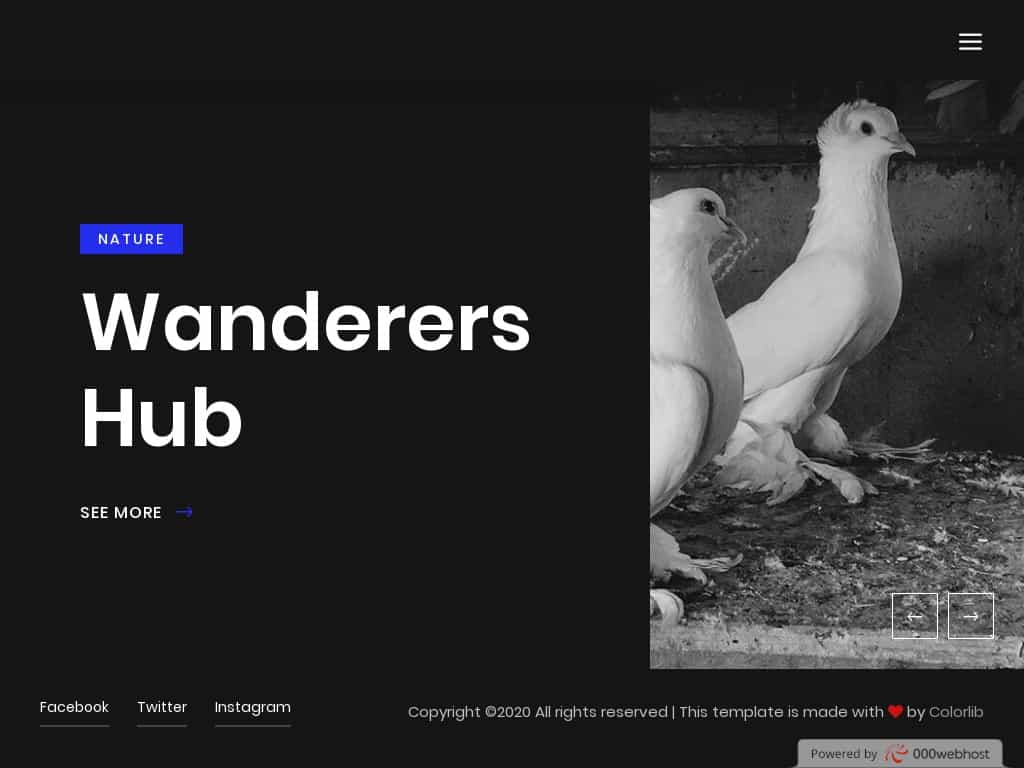 NATURE
Wanderers
Hub
SEE MORE →
Facebook Twitter Instagram
Copyright ©2020 All rights reserved | This template is made with ❤ by Colorlib
Powered by 000webhost